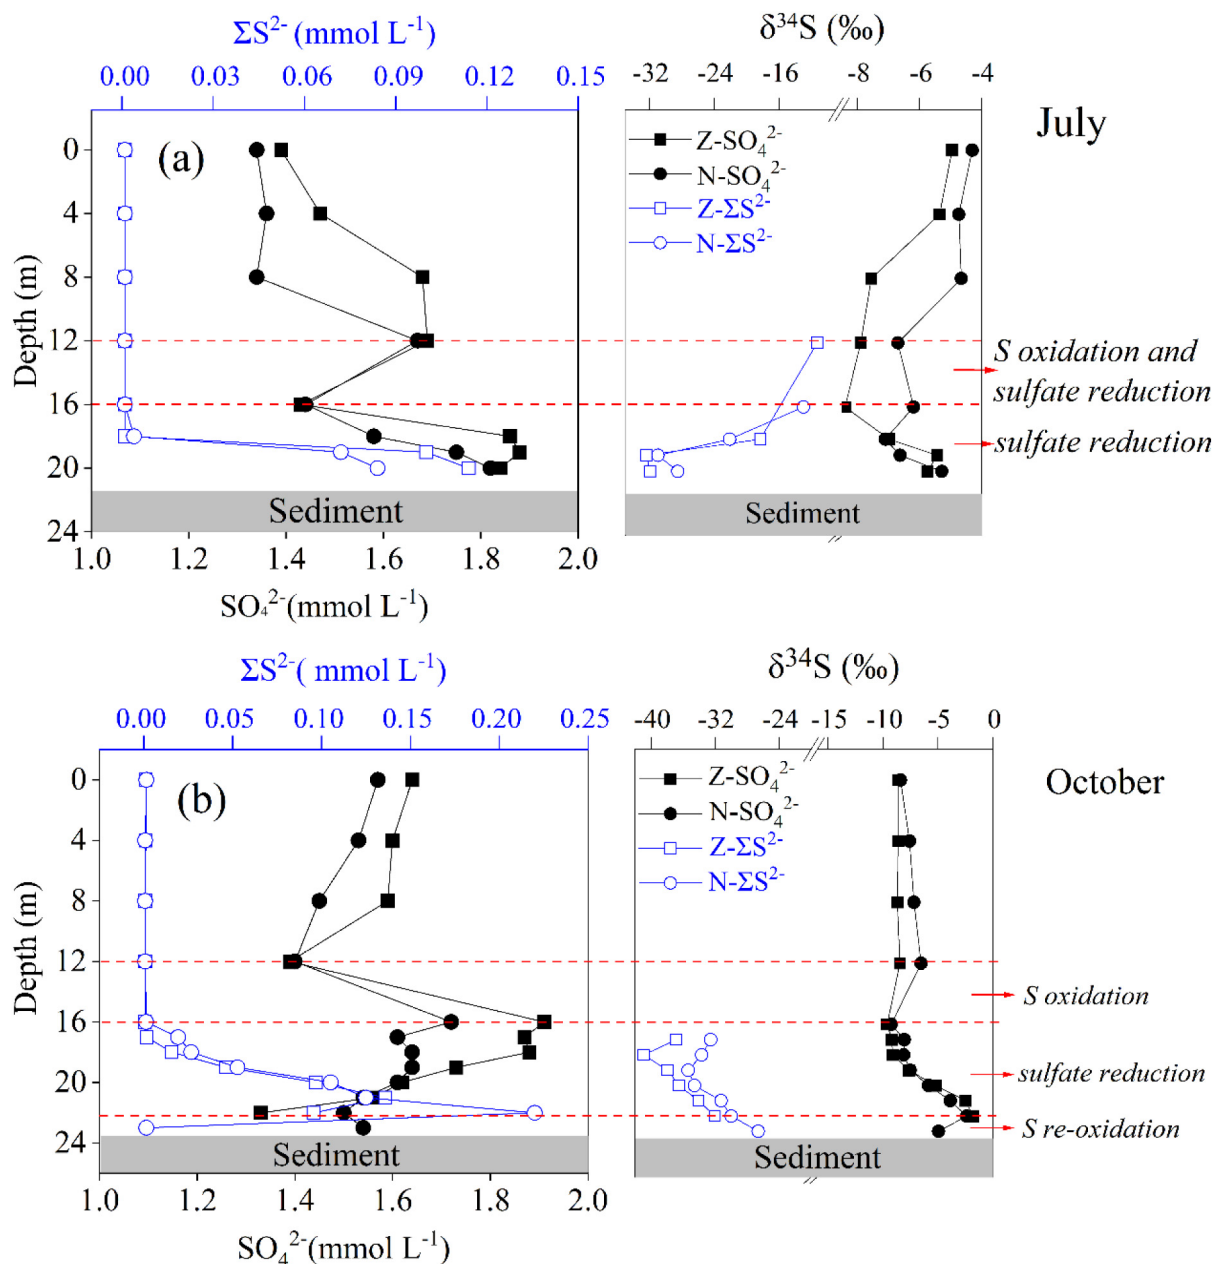 ΣS²⁻ (mmol L⁻¹)
0.00 0.03 0.06 0.09 0.12 0.15
δ³⁴S (‰)
-32 -24 -16 -8 -6 -4
July
(a)
Z-SO₄²⁻
N-SO₄²⁻
Z-ΣS²⁻
N-ΣS²⁻
Depth (m)
0
4
8
12
16
20
24
S oxidation and
sulfate reduction
sulfate reduction
Sediment
Sediment
1.0 1.2 1.4 1.6 1.8 2.0
SO₄²⁻(mmol L⁻¹)
ΣS²⁻( mmol L⁻¹)
0.00 0.05 0.10 0.15 0.20 0.25
δ³⁴S (‰)
-40 -32 -24 -15 -10 -5 0
October
(b)
Z-SO₄²⁻
N-SO₄²⁻
Z-ΣS²⁻
N-ΣS²⁻
Depth (m)
0
4
8
12
16
20
24
S oxidation
sulfate reduction
S re-oxidation
Sediment
Sediment
1.0 1.2 1.4 1.6 1.8 2.0
SO₄²⁻(mmol L⁻¹)